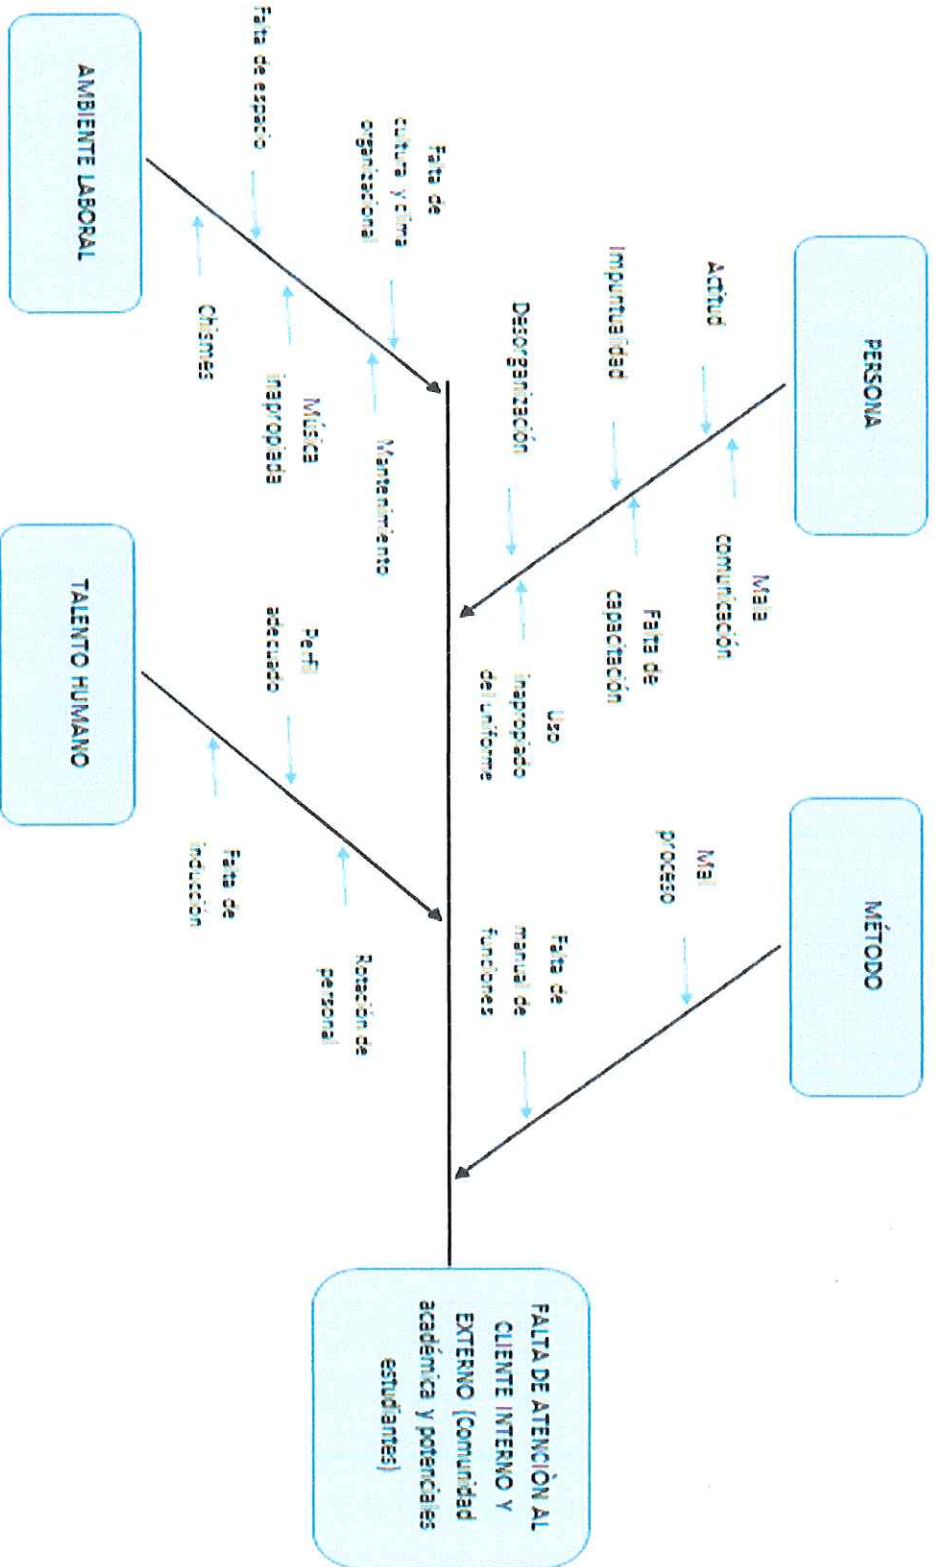 PERSONA
MÉTODO
Actitud
Mala
comunicación
Impuntualidad
Falta de
capacitación
Desorganización
Uso
inapropiado
del uniforme
Mal
proceso
Falta de
manual de
funciones
FALTA DE ATENCIÓN AL
CLIENTE INTERNO Y
EXTERNO (Comunidad
académica y potenciales
estudiantes)
Falta de
cultura y clima
organizacional
Mantenimiento
Falta de espacio
Música
inapropiada
Chismes
Perfil
adecuado
Rotación de
personal
Falta de
inducción
AMBIENTE LABORAL
TALENTO HUMANO